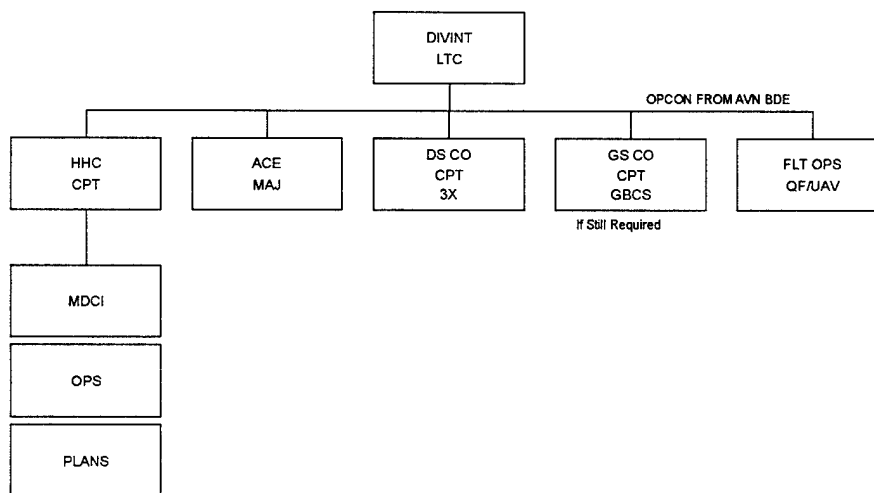 DIVINT
LTC
OPCON FROM AVN BDE
HHC
CPT
ACE
MAJ
DS CO
CPT
3X
GS CO
CPT
GBCS
FLT OPS
QF/UAV
If Still Required
MDCI
OPS
PLANS